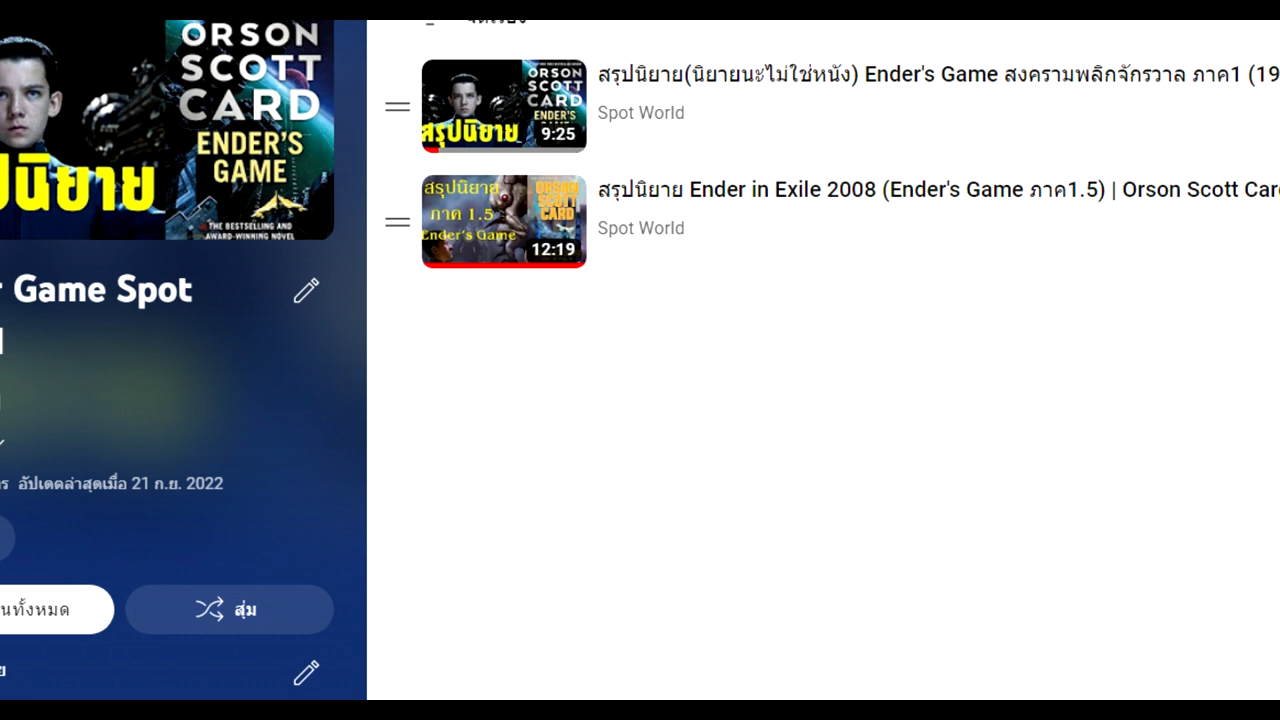 ORSON
SCOTT
CARD
ENDER'S
GAME
นิยาย
THE BESTSELLING AND
AWARD-WINNING NOVEL
Game Spot
อัปเดตล่าสุดเมื่อ 21 ก.ย. 2022
นทั้งหมด
สุ่ม
ORSON
SCOTT
CARD
ENDER'S
GAME
สรุปนิยาย
9:25
สรุปนิยาย(นิยายนะไม่ใช่หนัง) Ender's Game สงครามพลิกจักรวาล ภาค1 (19
Spot World
สรุปนิยาย
ภาค 1.5
Ender's Game
ORSON
SCOTT
CARD
12:19
สรุปนิยาย Ender in Exile 2008 (Ender's Game ภาค1.5) | Orson Scott Car
Spot World